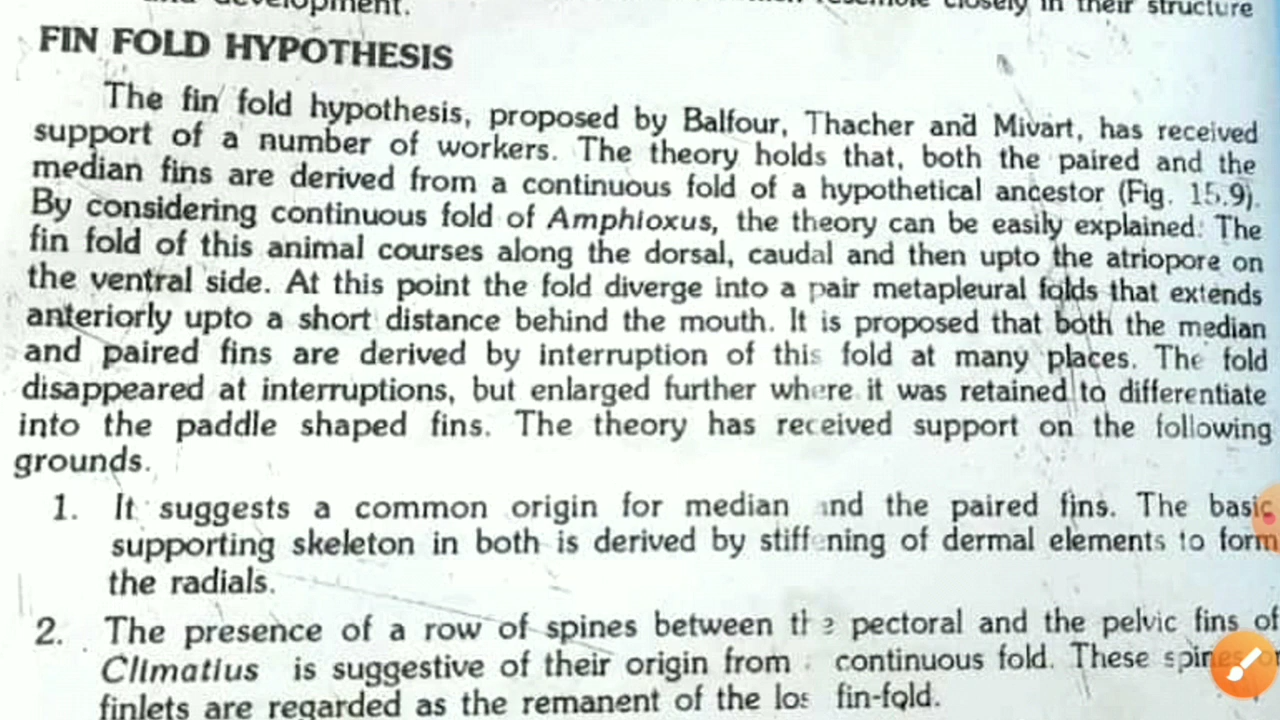 development.
closely in their structure
FIN FOLD HYPOTHESIS
The fin fold hypothesis, proposed by Balfour, Thacher and Mivart, has received
support of a number of workers. The theory holds that, both the paired and the
median fins are derived from a continuous fold of a hypothetical ancestor (Fig. 15.9).
By considering continuous fold of Amphioxus, the theory can be easily explained: The
fin fold of this animal courses along the dorsal, caudal and then upto the atriopore on
the ventral side. At this point the fold diverge into a pair metapleural folds that extends
anteriorly upto a short distance behind the mouth. It is proposed that both the median
and paired fins are derived by interruption of this fold at many places. The fold
disappeared at interruptions, but enlarged further where it was retained to differentiate
into the paddle shaped fins. The theory has received support on the following
grounds.
1. It suggests a common origin for median and the paired fins. The basic
supporting skeleton in both is derived by stiffening of dermal elements to form
the radials.
2. The presence of a row of spines between the pectoral and the pelvic fins of
Climatius is suggestive of their origin from continuous fold. These spines or
finlets are regarded as the remanent of the los fin-fold.